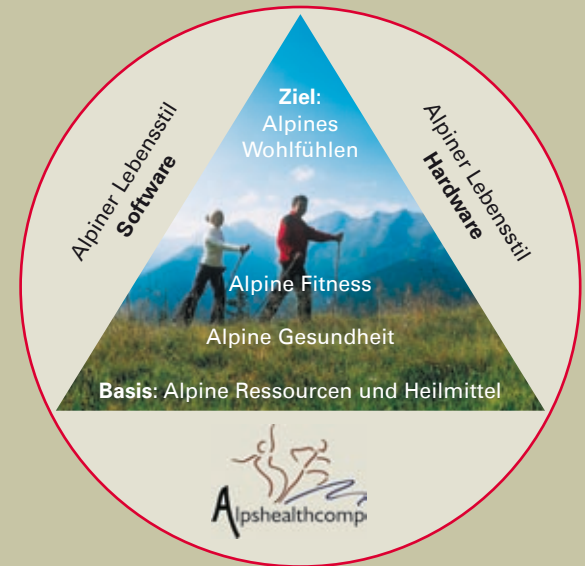 Ziel:
Alpines
Wohlfühlen
Alpiner Lebensstil
Software
Alpiner Lebensstil
Hardware
Alpine Fitness
Alpine Gesundheit
Basis: Alpine Ressourcen und Heilmittel
Alpshealthcomp